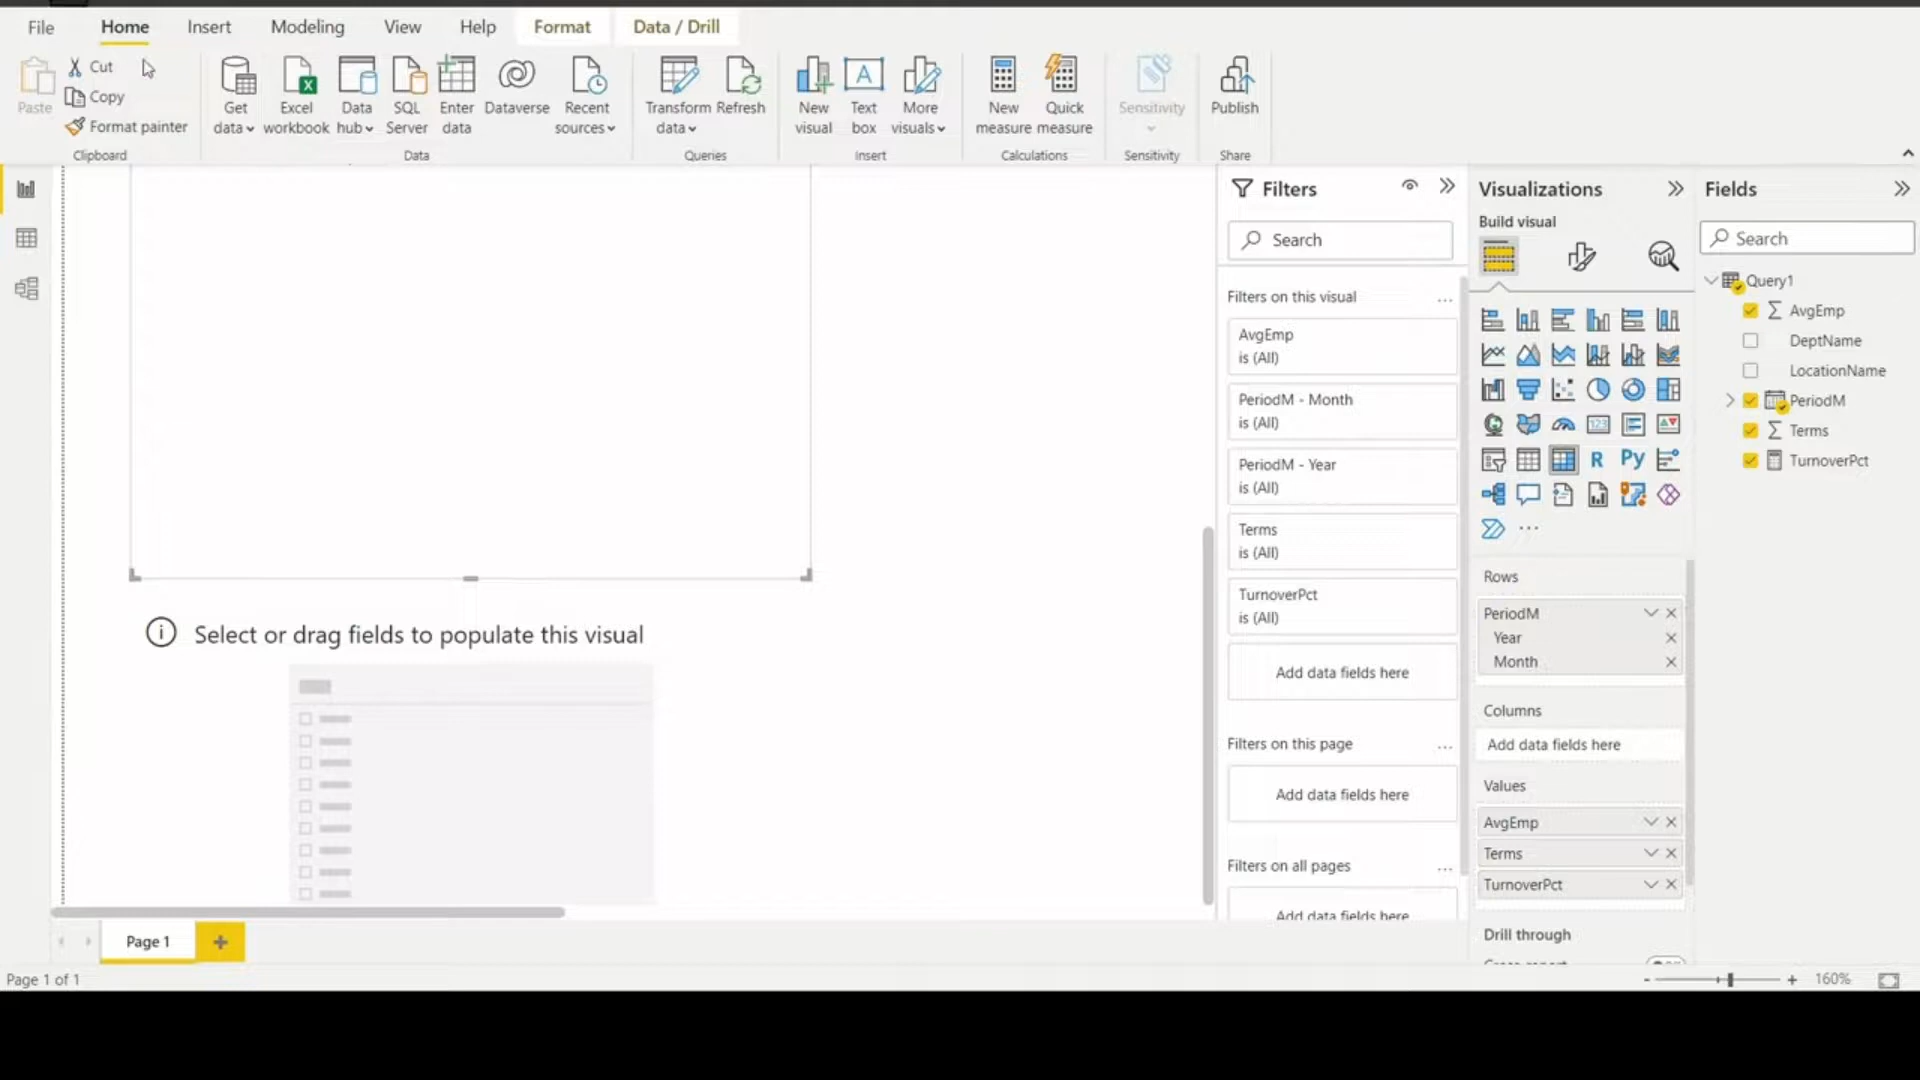 File
Home
Insert
Modeling
View
Help
Format
Data / Drill
Paste
Cut
Copy
Format painter
Clipboard
Get data
Excel workbook
Data hub
SQL Server
Enter data
Dataverse
Recent sources
Data
Transform data
Refresh
Queries
New visual
Text box
More visuals
Insert
New measure
Quick measure
Calculations
Sensitivity
Sensitivity
Publish
Share
Select or drag fields to populate this visual
Filters
Search
Filters on this visual
AvgEmp
is (All)
PeriodM - Month
is (All)
PeriodM - Year
is (All)
Terms
is (All)
TurnoverPct
is (All)
Add data fields here
Filters on this page
Add data fields here
Filters on all pages
Add data fields here
Visualizations
Build visual
123
R
Py
Rows
PeriodM
Year
Month
Columns
Add data fields here
Values
AvgEmp
Terms
TurnoverPct
Drill through
Fields
Search
Query1
AvgEmp
DeptName
LocationName
PeriodM
Terms
TurnoverPct
Page 1
Page 1 of 1
160%